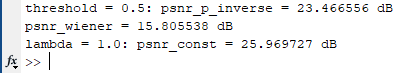 threshold = 0.5: psnr_p_inverse = 23.466556 dB
psnr_wiener = 15.805538 dB
lambda = 1.0: psnr_const = 25.969727 dB
fx >>